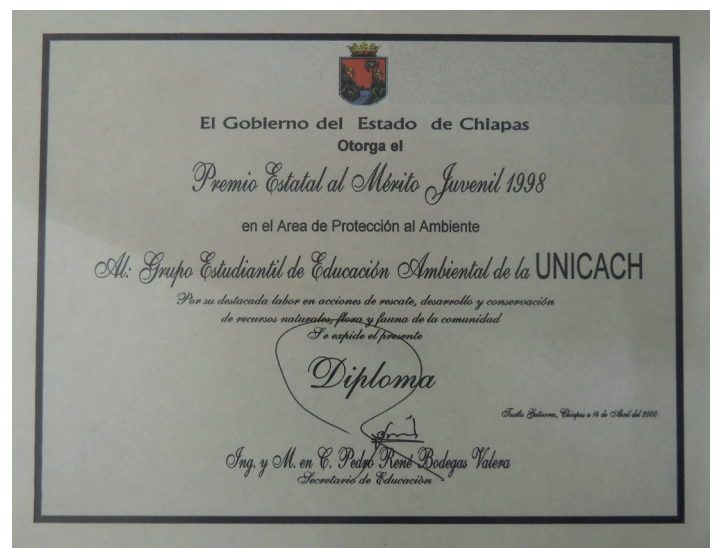 El Gobierno del Estado de Chiapas
Otorga el
Premio Estatal al Mérito Juvenil 1998
en el Area de Protección al Ambiente
Al: Grupo Estudiantil de Educación Ambiental de la UNICACH
Por su destacada labor en acciones de rescate, desarrollo y conservación
de recursos naturales, flora y fauna de la comunidad
Se expide el presente
Diploma
Tuxtla Gutierrez, Chiapas a 14 de Abril del 2000
Ing. y M. en C. Pedro René Bodegas Valera
Secretario de Educación